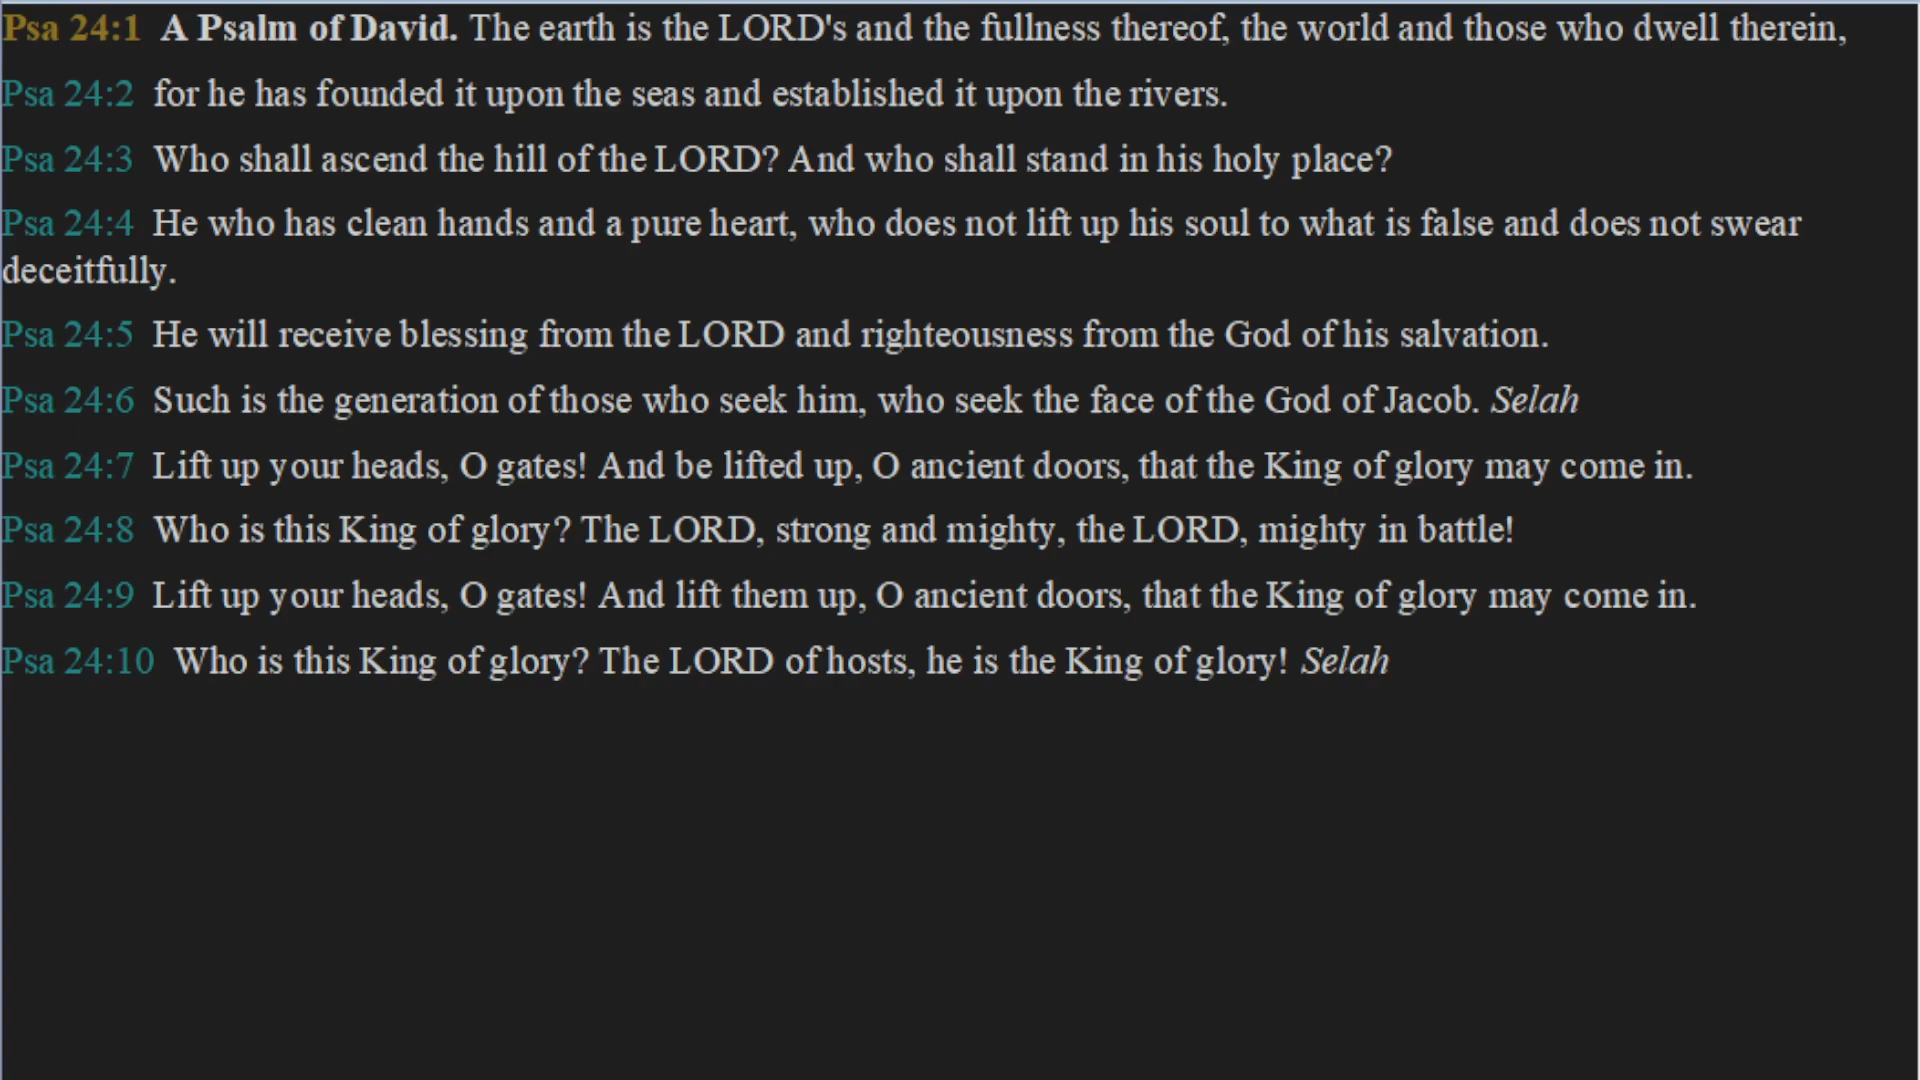 Psa 24:1 A Psalm of David. The earth is the LORD's and the fullness thereof, the world and those who dwell therein,
Psa 24:2 for he has founded it upon the seas and established it upon the rivers.
Psa 24:3 Who shall ascend the hill of the LORD? And who shall stand in his holy place?
Psa 24:4 He who has clean hands and a pure heart, who does not lift up his soul to what is false and does not swear
deceitfully.
Psa 24:5 He will receive blessing from the LORD and righteousness from the God of his salvation.
Psa 24:6 Such is the generation of those who seek him, who seek the face of the God of Jacob. Selah
Psa 24:7 Lift up your heads, O gates! And be lifted up, O ancient doors, that the King of glory may come in.
Psa 24:8 Who is this King of glory? The LORD, strong and mighty, the LORD, mighty in battle!
Psa 24:9 Lift up your heads, O gates! And lift them up, O ancient doors, that the King of glory may come in.
Psa 24:10 Who is this King of glory? The LORD of hosts, he is the King of glory! Selah